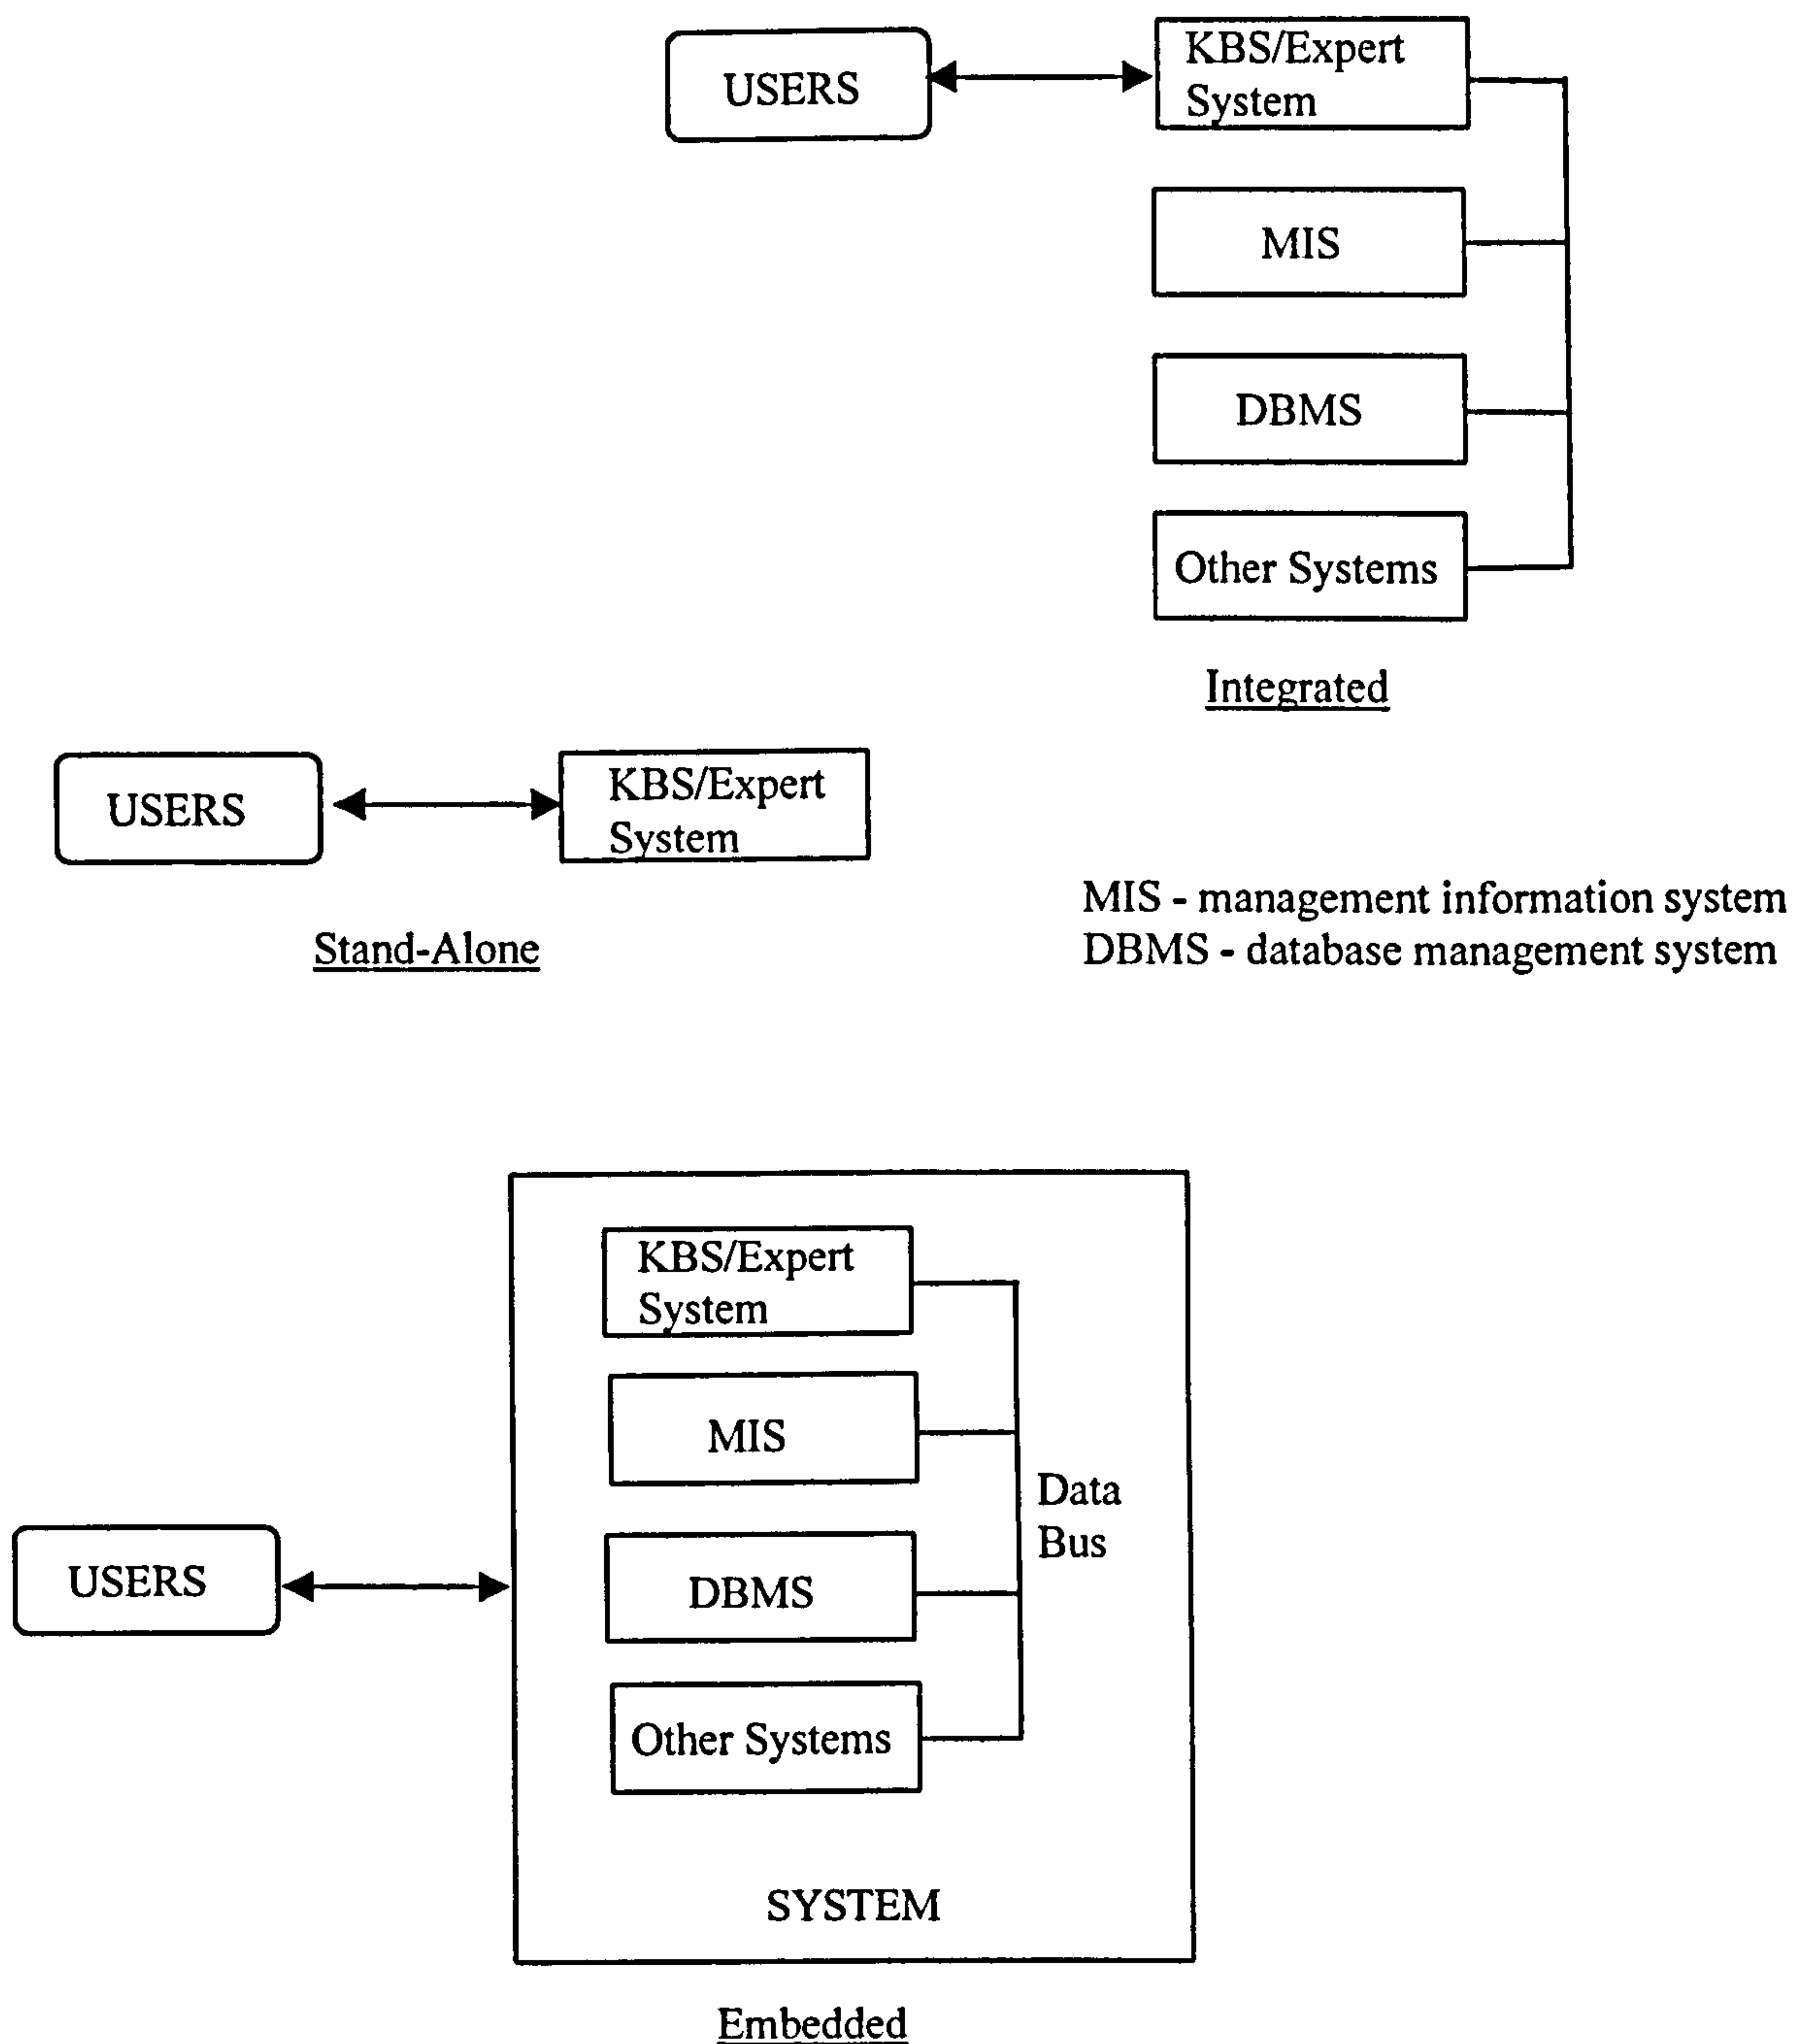 USERS
KBS/Expert
System
MIS
DBMS
Other Systems
Integrated
USERS
KBS/Expert
System
Stand-Alone
MIS - management information system
DBMS - database management system
KBS/Expert
System
MIS
Data
Bus
USERS
DBMS
Other Systems
SYSTEM
Embedded